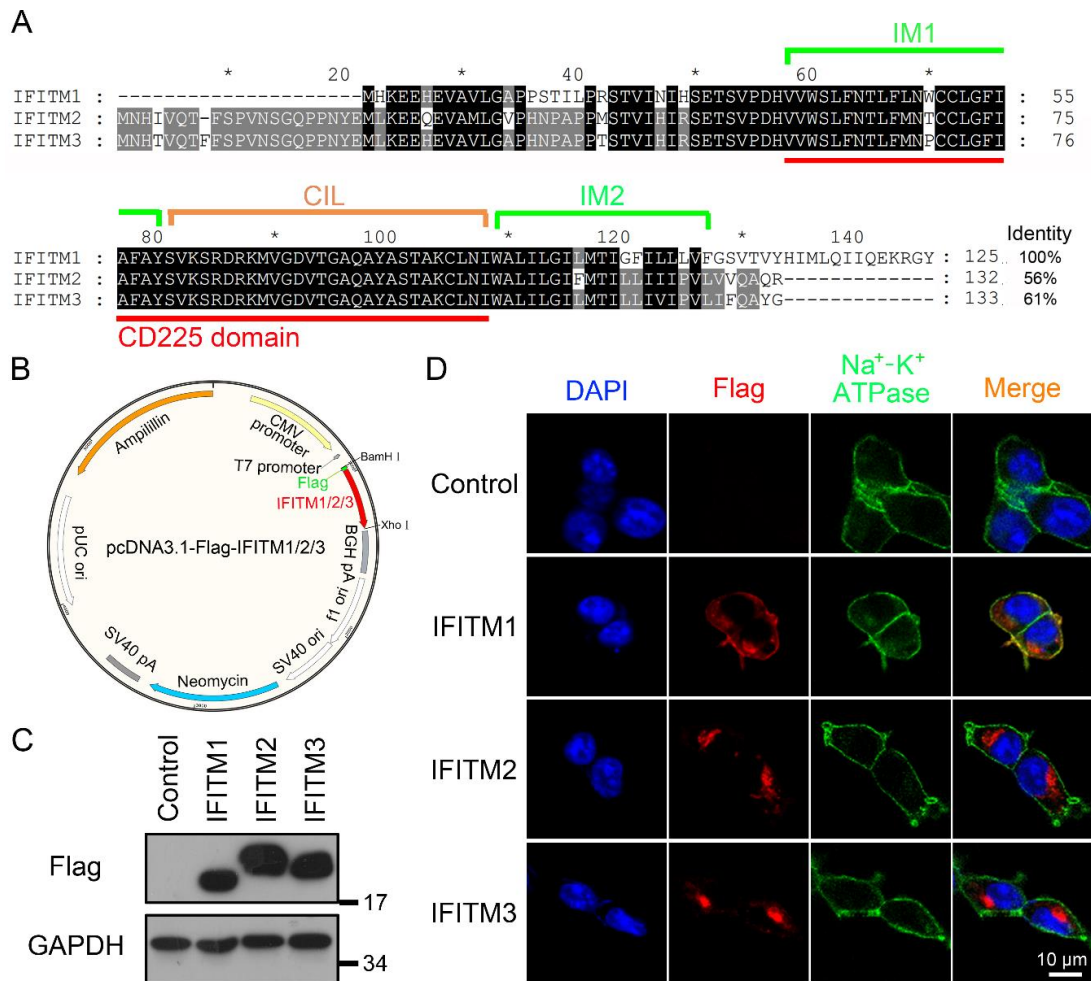 A
IM1
* 20 * 40 * 60 *
IFITM1 : ---------------------MHKEEHEVAVLGAPPSTILPRSTVINIHSETSVPDHVVWSLFNTLFLNWCCLGFI : 55
IFITM2 : MNHIVQT-FSPVNSGQPPNYEMLKEEQEVAMLGVPHNPAPPMSTVIHIRSETSVPDHVVWSLFNTLFMNTCCLGFI : 75
IFITM3 : MNHTVQTFFSPVNSGQPPNYEMLKEEHEVAVLGAPHNPAPPTSTVIHIRSETSVPDHVVWSLFNTLFMNPCCLGFI : 76
CIL IM2
80 * 100 * 120 * 140 Identity
IFITM1 : AFAYSVKSRDRKMVGDVTGAQAYASTAKCLNIWALILGILMTIGFILLLVFGSVTVYHIMLQIIQEKRGY : 125 100%
IFITM2 : AFAYSVKSRDRKMVGDVTGAQAYASTAKCLNIWALILGIFMTILLIIIPVLVVQAQR------------- : 132 56%
IFITM3 : AFAYSVKSRDRKMVGDVTGAQAYASTAKCLNIWALILGILMTILLIVIPVLIFQAYG------------- : 133 61%
CD225 domain
B
Ampilillin
CMV promoter
T7 promoter
BamH I
Flag
IFITM1/2/3
Xho I
pUC ori
pcDNA3.1-Flag-IFITM1/2/3
BGH pA
f1 ori
SV40 ori
SV40 pA
Neomycin
C
Control IFITM1 IFITM2 IFITM3
Flag
17
GAPDH
34
D
DAPI Flag Na+-K+ ATPase Merge
Control
IFITM1
IFITM2
IFITM3
10 µm